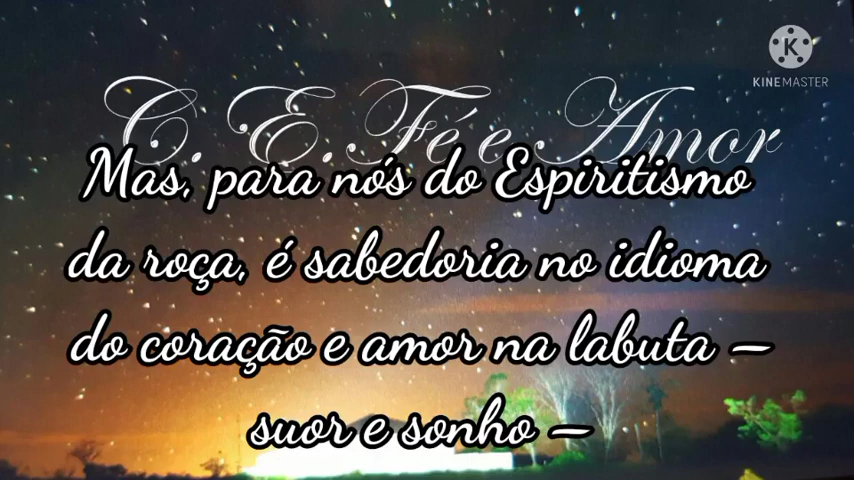 K
KINEMASTER
C. E. Fé e Amor
Mas, para nós do Espiritismo
da roça, é sabedoria no idioma
do coração e amor na labuta –
suor e sonho –